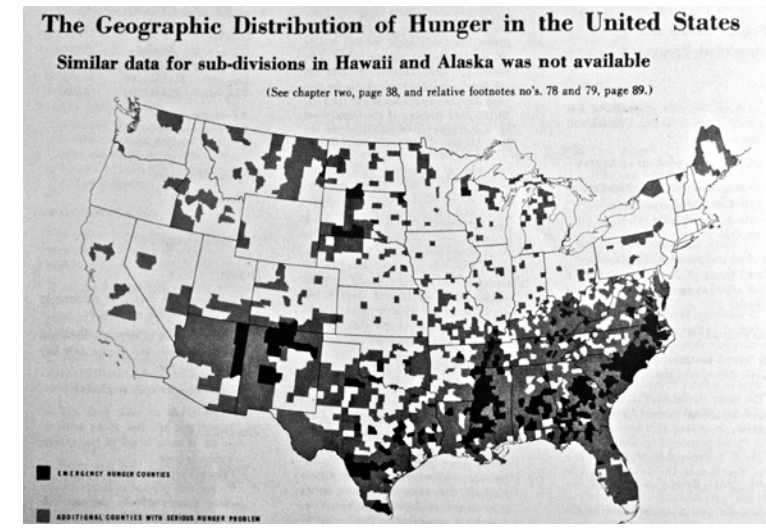 The Geographic Distribution of Hunger in the United States
Similar data for sub-divisions in Hawaii and Alaska was not available
(See chapter two, page 38, and relative footnotes no's. 78 and 79, page 89.)
EMERGENCY HUNGER COUNTIES
ADDITIONAL COUNTIES WITH SERIOUS HUNGER PROBLEM